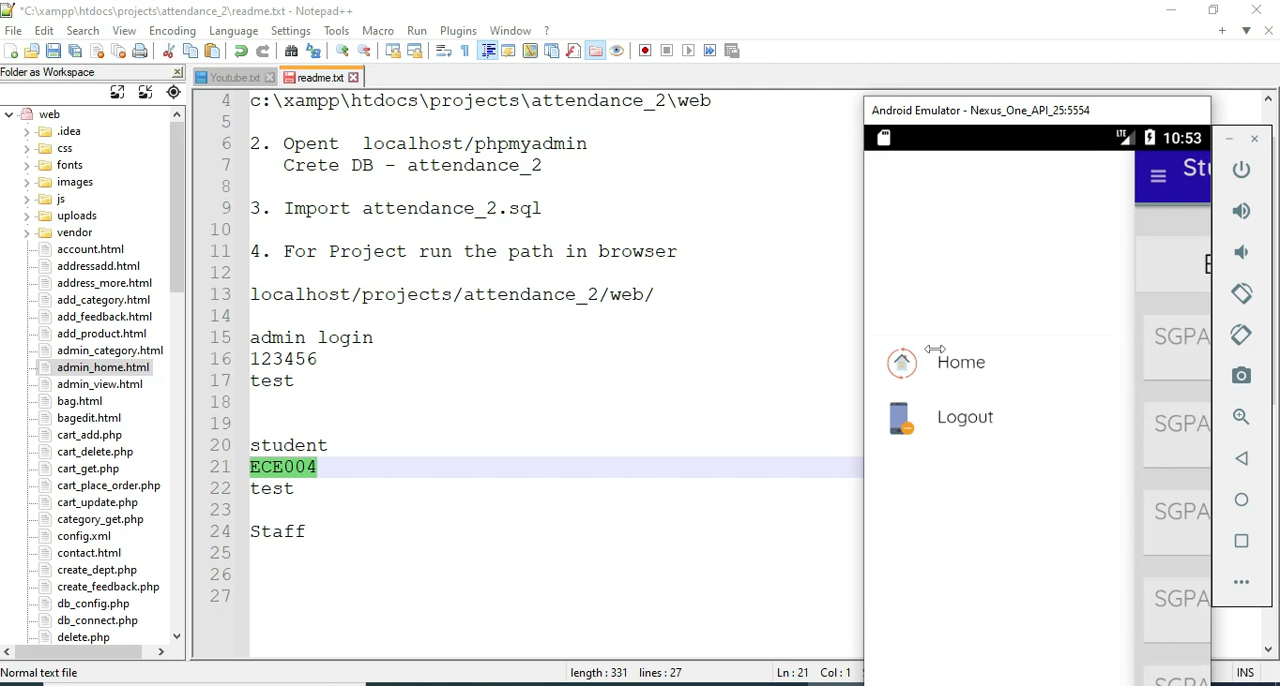 *C:\xampp\htdocs\projects\attendance_2\readme.txt - Notepad++
File Edit Search View Encoding Language Settings Tools Macro Run Plugins Window ?
Folder as Workspace
Youtube.txt readme.txt
web
.idea
css
fonts
images
js
uploads
vendor
account.html
addressadd.html
address_more.html
add_category.html
add_feedback.html
add_product.html
admin_category.html
admin_home.html
admin_view.html
bag.html
bagedit.html
cart_add.php
cart_delete.php
cart_get.php
cart_place_order.php
cart_update.php
category_get.php
config.xml
contact.html
create_dept.php
create_feedback.php
db_config.php
db_connect.php
delete.php
4 c:\xampp\htdocs\projects\attendance_2\web
5
6 2. Opent  localhost/phpmyadmin
7    Crete DB - attendance_2
8
9 3. Import attendance_2.sql
10
11 4. For Project run the path in browser
12
13 localhost/projects/attendance_2/web/
14
15 admin login
16 123456
17 test
18
19
20 student
21 ECE004
22 test
23
24 Staff
25
26
27
Android Emulator - Nexus_One_API_25:5554
LTE 10:53
Stu
Home
Logout
SGPA
SGPA
SGPA
SGPA
SGPA
Normal text file length : 331 lines : 27 Ln : 21 Col : 1 INS